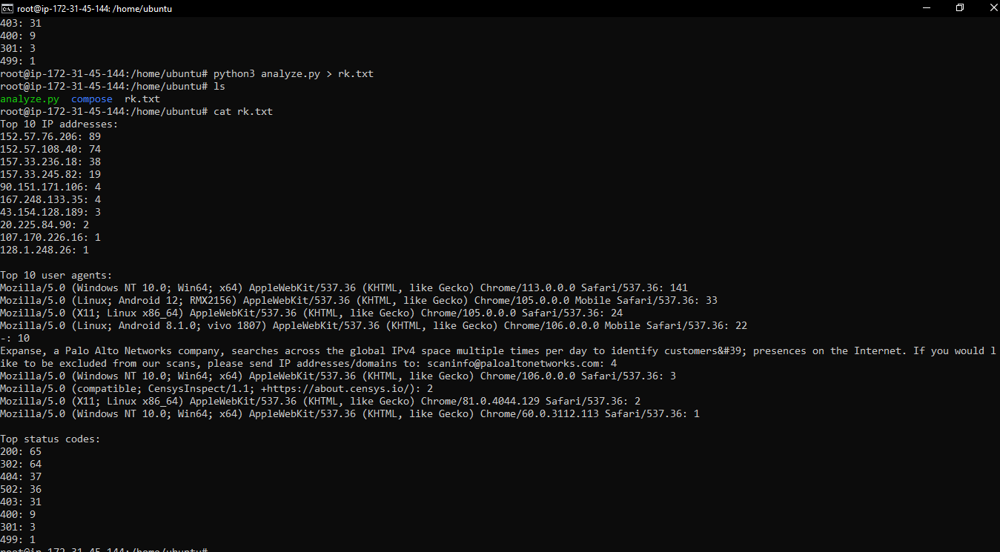 root@ip-172-31-45-144: /home/ubuntu
403: 31
400: 9
301: 3
499: 1
root@ip-172-31-45-144:/home/ubuntu# python3 analyze.py > rk.txt
root@ip-172-31-45-144:/home/ubuntu# ls
analyze.py  compose  rk.txt
root@ip-172-31-45-144:/home/ubuntu# cat rk.txt
Top 10 IP addresses:
152.57.76.206: 89
152.57.108.40: 74
157.33.236.18: 38
157.33.245.82: 19
90.151.171.106: 4
167.248.133.35: 4
43.154.128.189: 3
20.225.84.90: 2
107.170.226.16: 1
128.1.248.26: 1
Top 10 user agents:
Mozilla/5.0 (Windows NT 10.0; Win64; x64) AppleWebKit/537.36 (KHTML, like Gecko) Chrome/113.0.0.0 Safari/537.36: 141
Mozilla/5.0 (Linux; Android 12; RMX2156) AppleWebKit/537.36 (KHTML, like Gecko) Chrome/105.0.0.0 Mobile Safari/537.36: 33
Mozilla/5.0 (X11; Linux x86_64) AppleWebKit/537.36 (KHTML, like Gecko) Chrome/105.0.0.0 Safari/537.36: 24
Mozilla/5.0 (Linux; Android 8.1.0; vivo 1807) AppleWebKit/537.36 (KHTML, like Gecko) Chrome/106.0.0.0 Mobile Safari/537.36: 22
-: 10
Expanse, a Palo Alto Networks company, searches across the global IPv4 space multiple times per day to identify customers&#39; presences on the Internet. If you would l
ike to be excluded from our scans, please send IP addresses/domains to: scaninfo@paloaltonetworks.com: 4
Mozilla/5.0 (Windows NT 10.0; Win64; x64) AppleWebKit/537.36 (KHTML, like Gecko) Chrome/106.0.0.0 Safari/537.36: 3
Mozilla/5.0 (compatible; CensysInspect/1.1; +https://about.censys.io/): 2
Mozilla/5.0 (X11; Linux x86_64) AppleWebKit/537.36 (KHTML, like Gecko) Chrome/81.0.4044.129 Safari/537.36: 2
Mozilla/5.0 (Windows NT 10.0; Win64; x64) AppleWebKit/537.36 (KHTML, like Gecko) Chrome/60.0.3112.113 Safari/537.36: 1
Top status codes:
200: 65
302: 64
404: 37
502: 36
403: 31
400: 9
301: 3
499: 1
root@ip-172-31-45-144:/home/ubuntu#